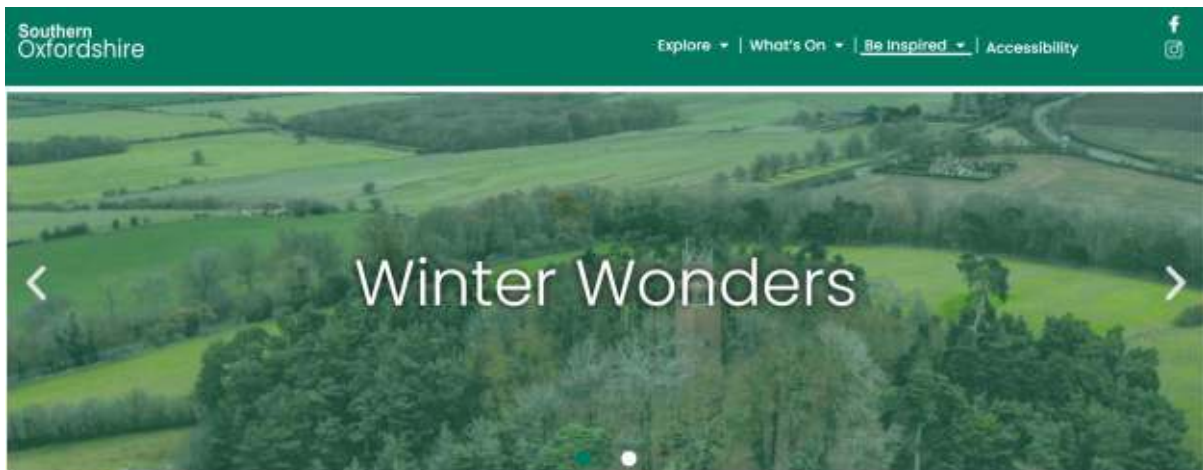 Southern
Oxfordshire
Explore | What's On | Be Inspired | Accessibility
Winter Wonders